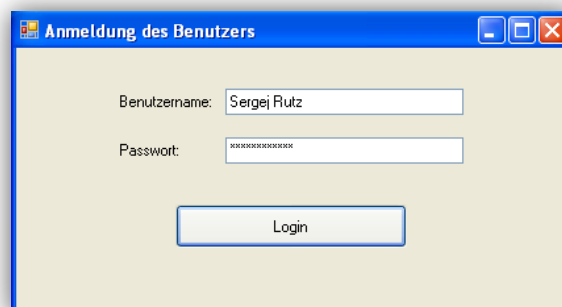 Anmeldung des Benutzers
Benutzername: Sergej Rutz
Passwort: ************
Login